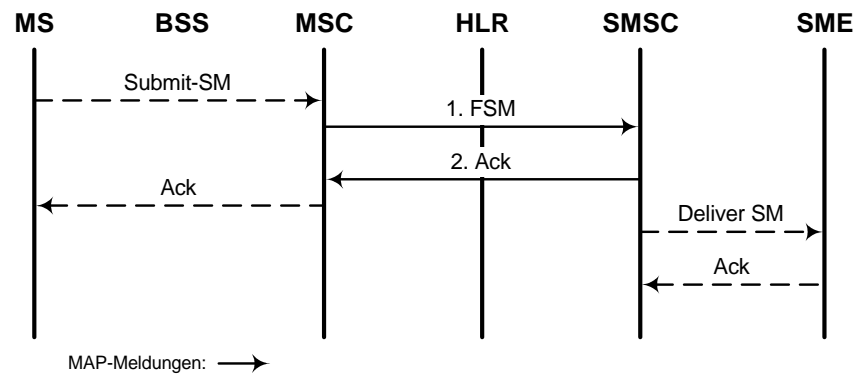 MS BSS MSC HLR SMSC SME
Submit-SM
1. FSM
2. Ack
Ack
Deliver SM
Ack
MAP-Meldungen: